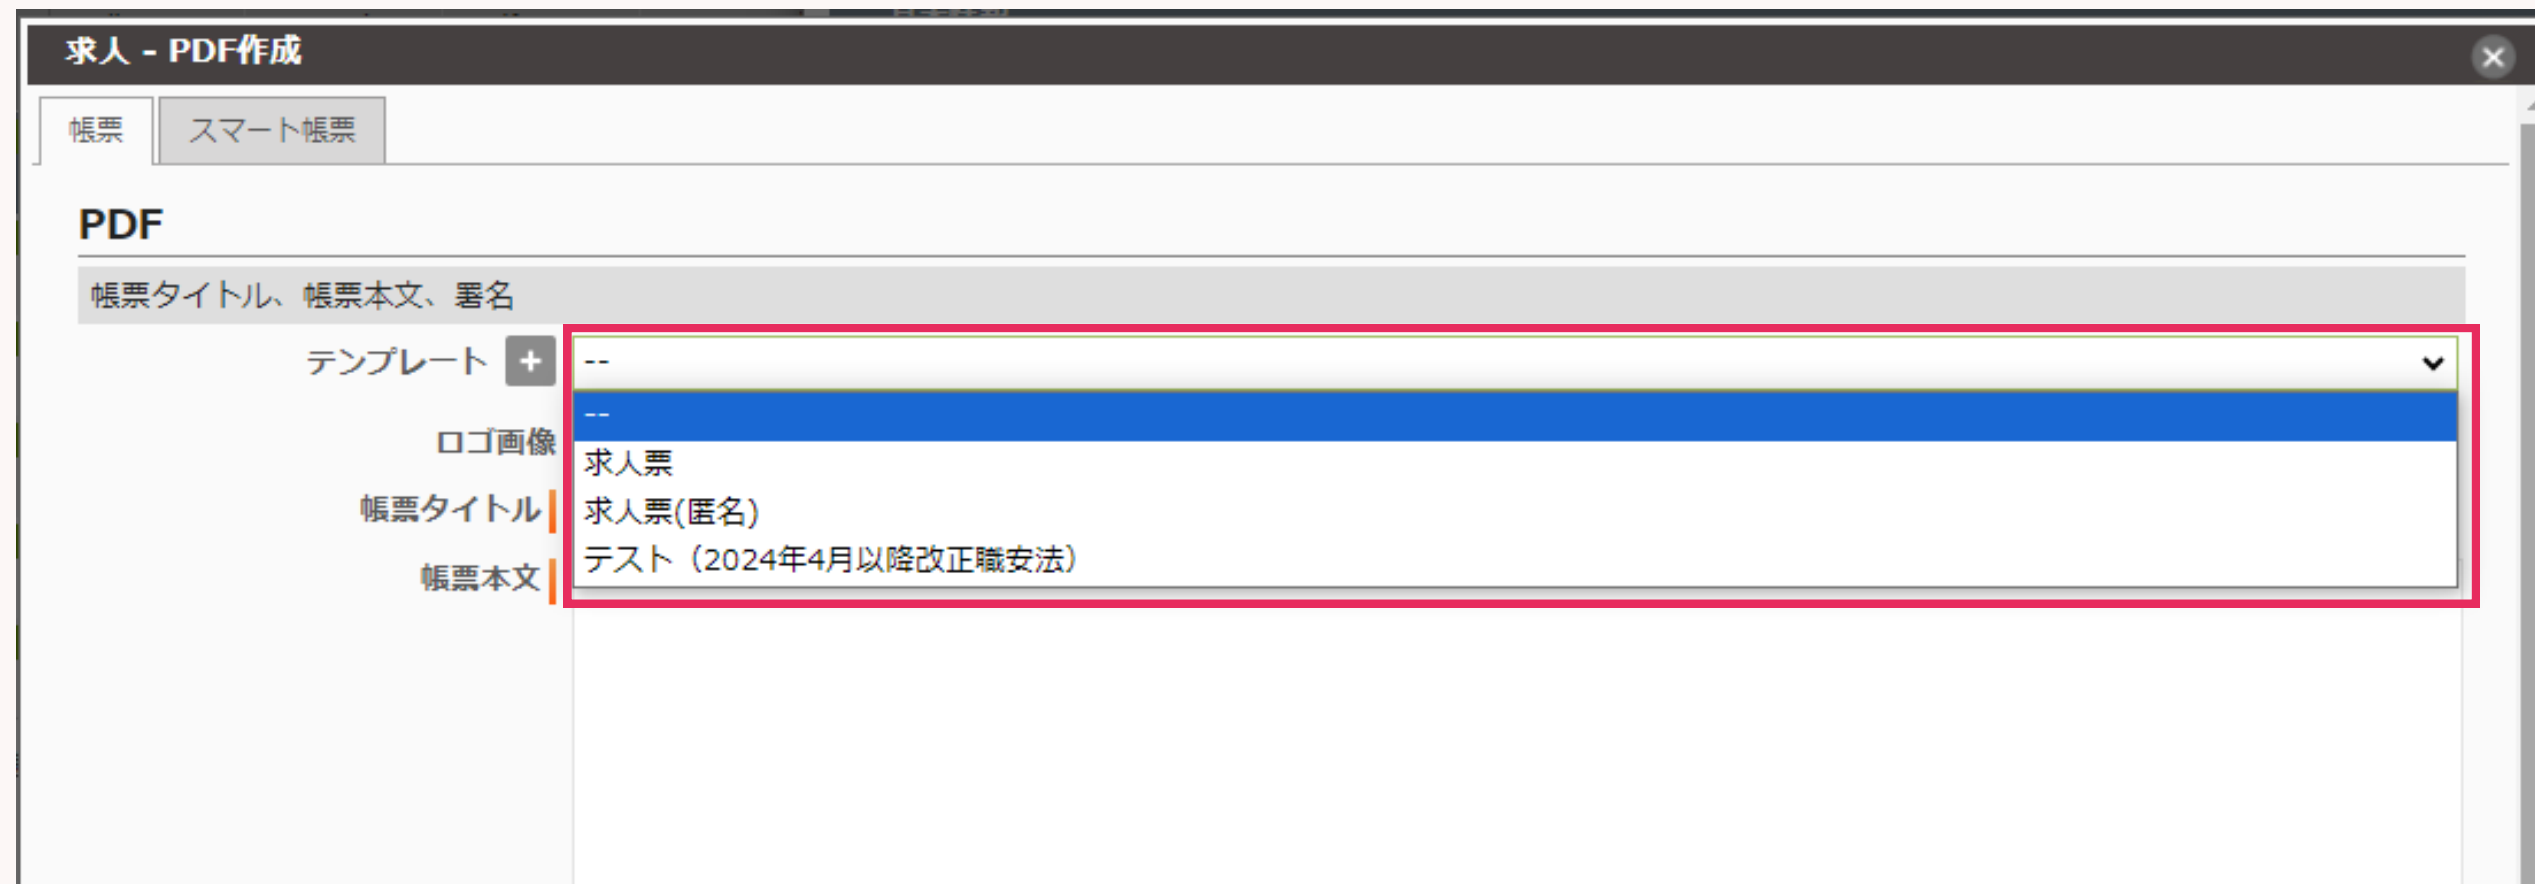 求人 - PDF作成
帳票 スマート帳票
PDF
帳票タイトル、帳票本文、署名
テンプレート + --
--
ロゴ画像
求人票
帳票タイトル
求人票(匿名)
テスト（2024年4月以降改正職安法）
帳票本文